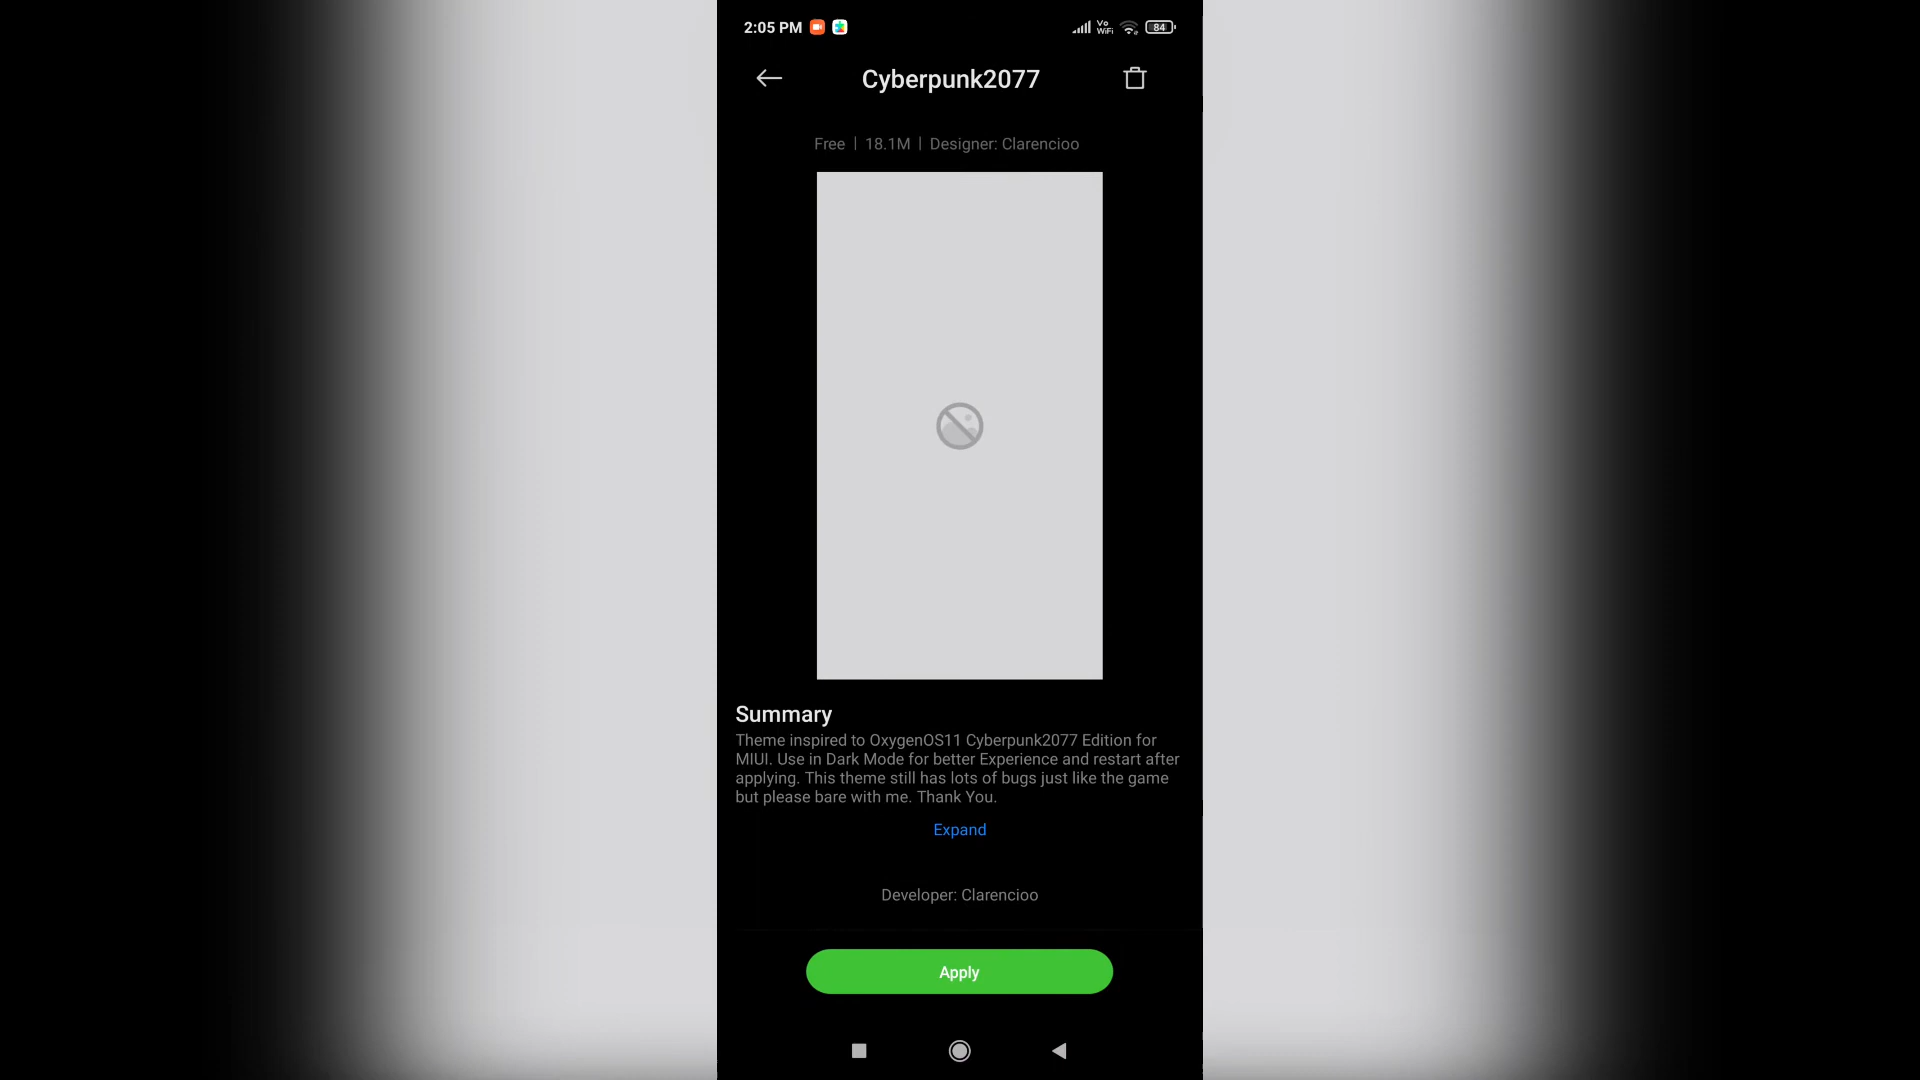 2:05 PM
Vo
WiFi
84
Cyberpunk2077
Free | 18.1M | Designer: Clarencioo
Summary
Theme inspired to OxygenOS11 Cyberpunk2077 Edition for
MIUI. Use in Dark Mode for better Experience and restart after
applying. This theme still has lots of bugs just like the game
but please bare with me. Thank You.
Expand
Developer: Clarencioo
Apply